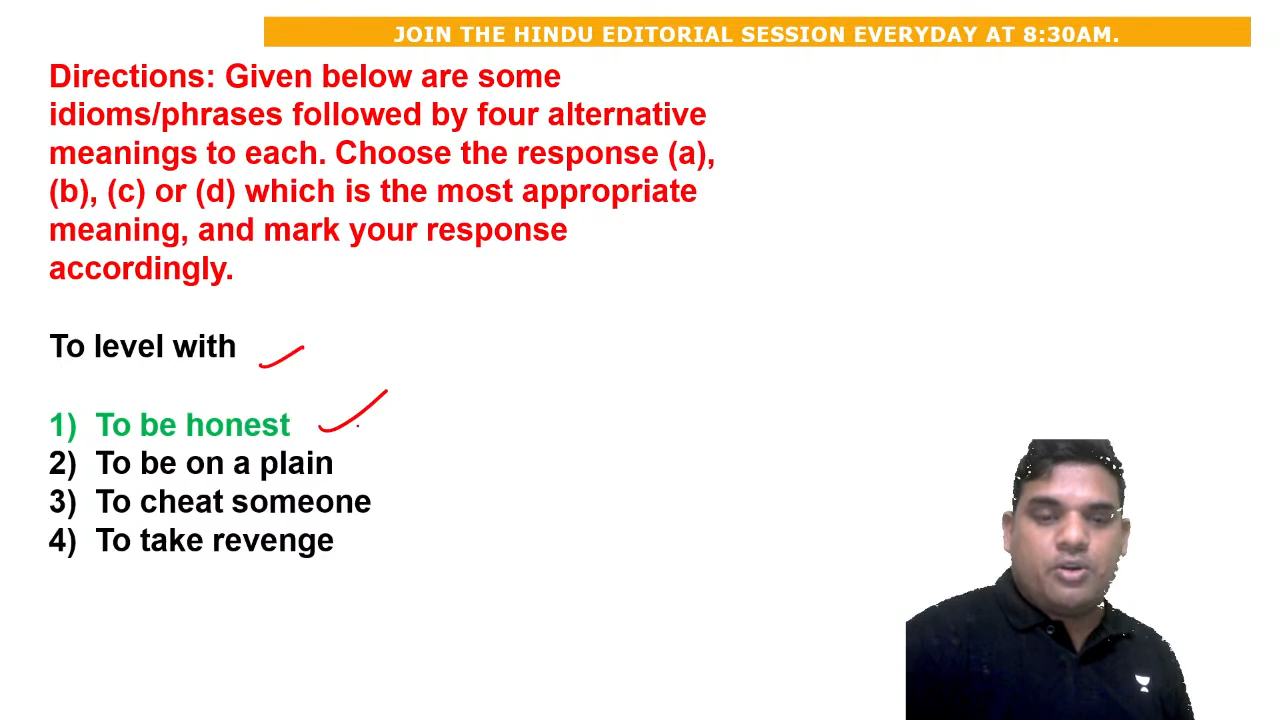 JOIN THE HINDU EDITORIAL SESSION EVERYDAY AT 8:30AM.
Directions: Given below are some
idioms/phrases followed by four alternative
meanings to each. Choose the response (a),
(b), (c) or (d) which is the most appropriate
meaning, and mark your response
accordingly.
To level with
1) To be honest
2) To be on a plain
3) To cheat someone
4) To take revenge